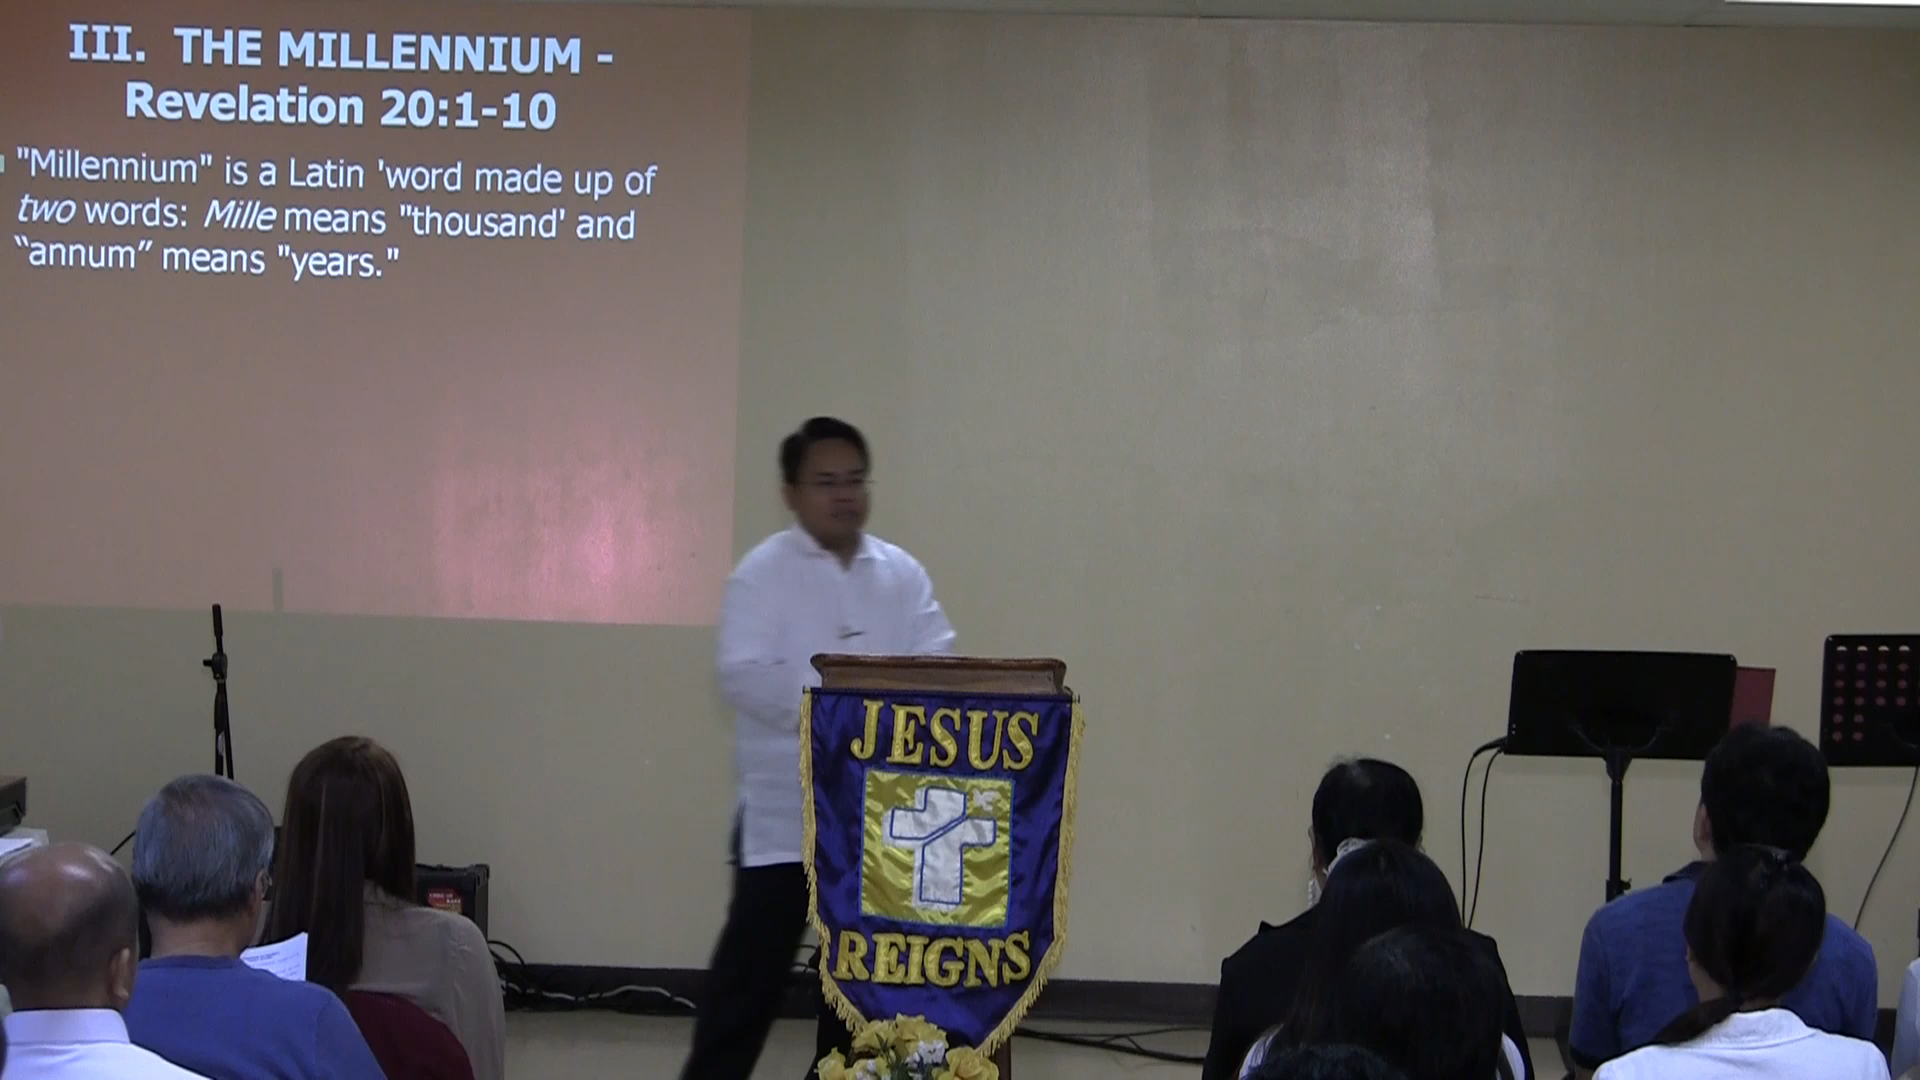 III. THE MILLENNIUM -
Revelation 20:1-10
"Millennium" is a Latin 'word made up of
two words: Mille means "thousand' and
“annum” means "years."
JESUS
REIGNS